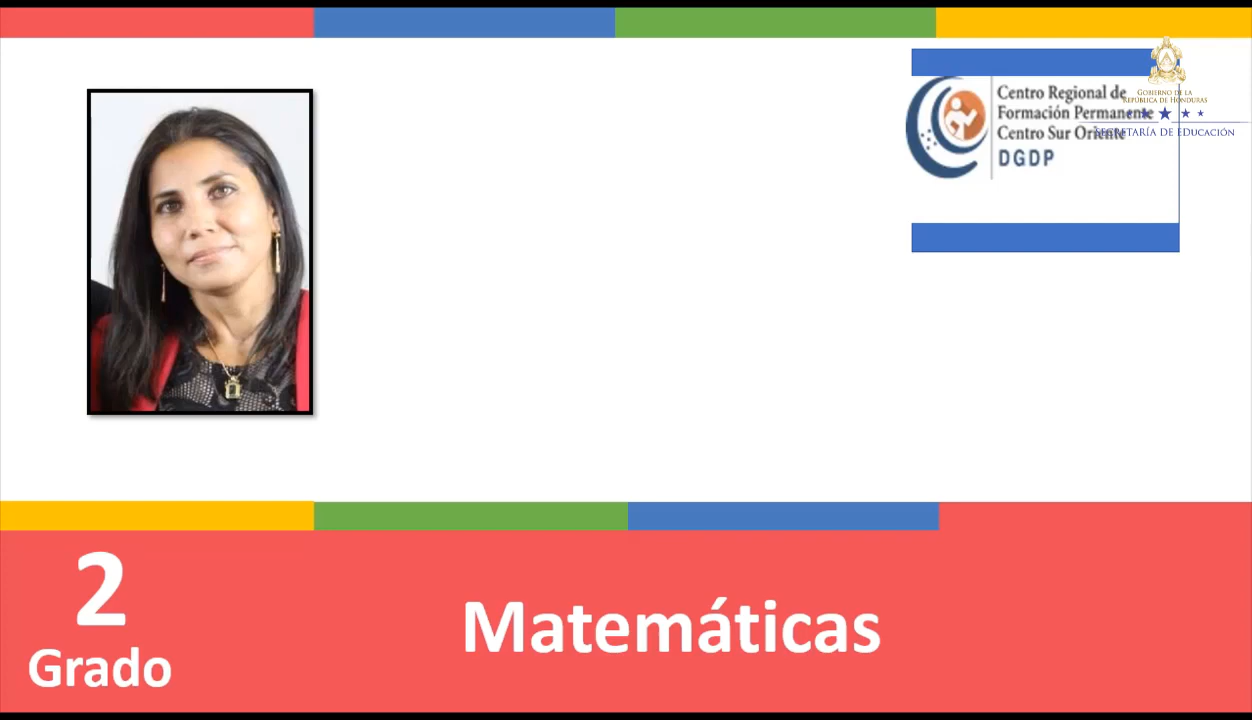 Centro Regional de
Formación Permanente
Centro Sur Oriente
DGDP
GOBIERNO DE LA
REPÚBLICA DE HONDURAS
SECRETARÍA DE EDUCACIÓN
2
Grado
Matemáticas